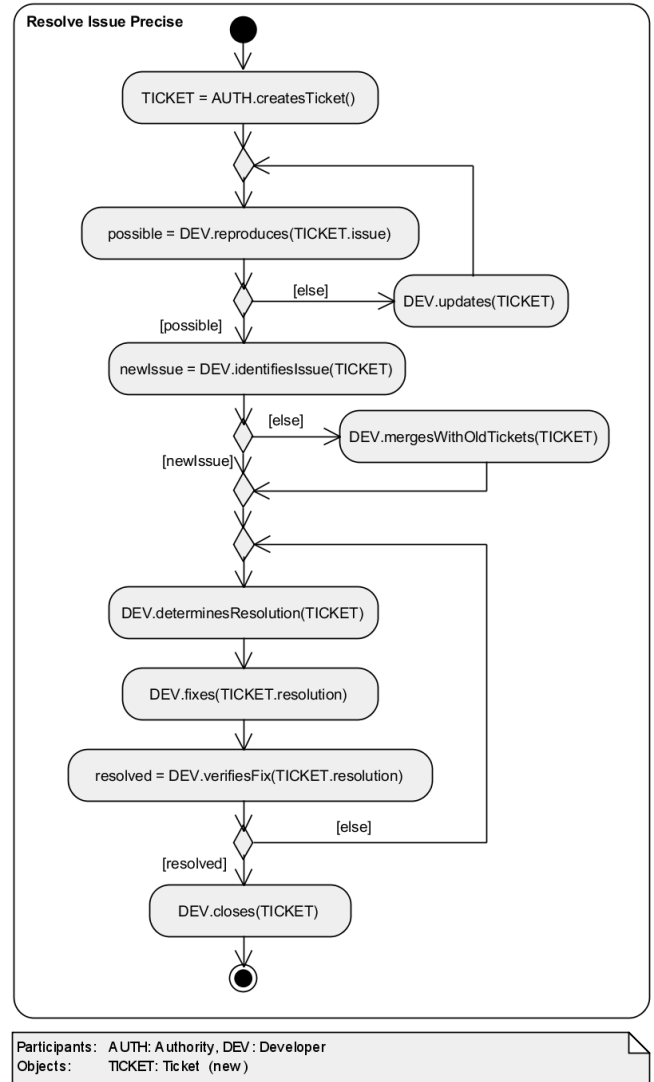 Resolve Issue Precise
TICKET = AUTH.createsTicket()
possible = DEV.reproduces(TICKET.issue)
[else]
DEV.updates(TICKET)
[possible]
newIssue = DEV.identifiesIssue(TICKET)
[else]
DEV.mergesWithOldTickets(TICKET)
[newIssue]
DEV.determinesResolution(TICKET)
DEV.fixes(TICKET.resolution)
resolved = DEV.verifiesFix(TICKET.resolution)
[else]
[resolved]
DEV.closes(TICKET)
Participants: AUTH: Authority, DEV: Developer
Objects: TICKET: Ticket (new)